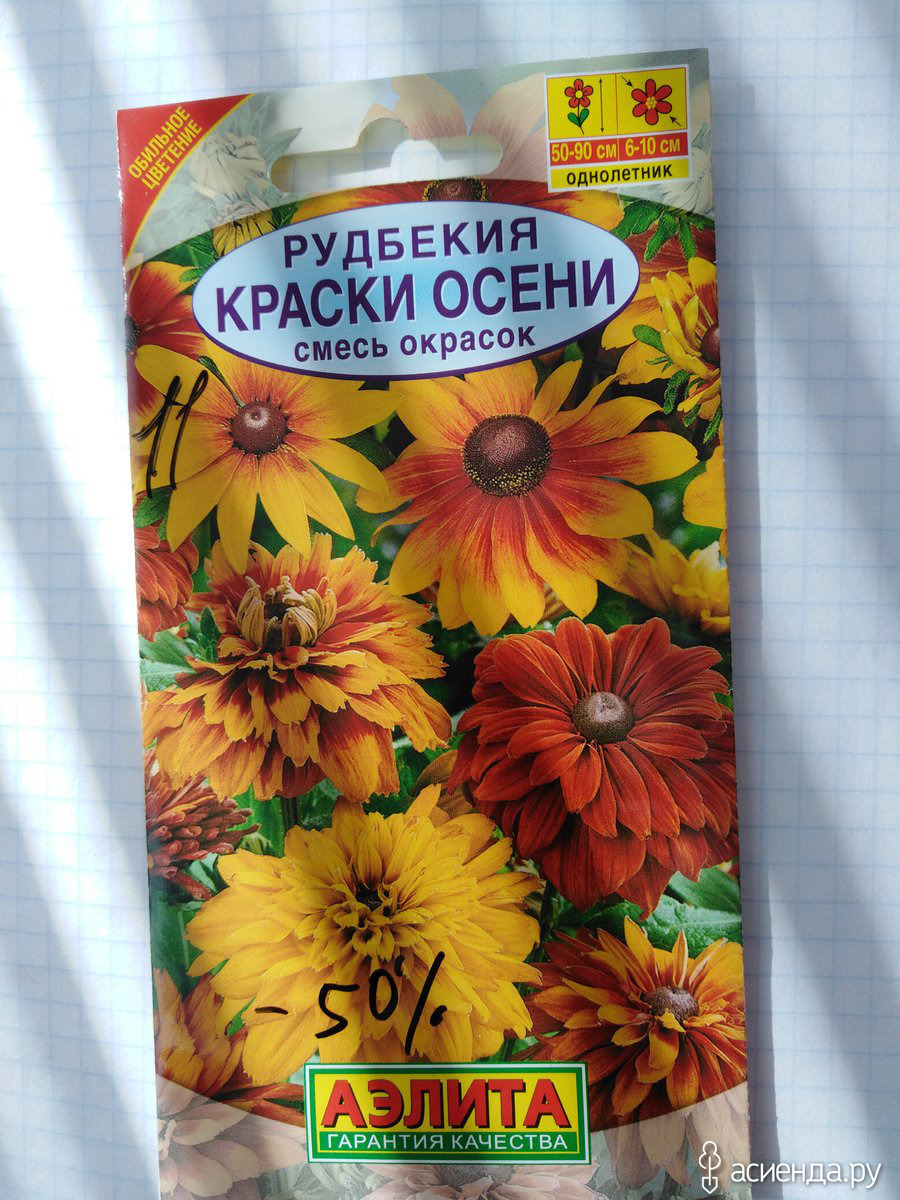 ОБИЛЬНОЕ
ЦВЕТЕНИЕ
50-90 см 6-10 см
однолетник
РУДБЕКИЯ
КРАСКИ ОСЕНИ
смесь окрасок
11
-50%
АЭЛИТА
ГАРАНТИЯ КАЧЕСТВА
асиенда.ру